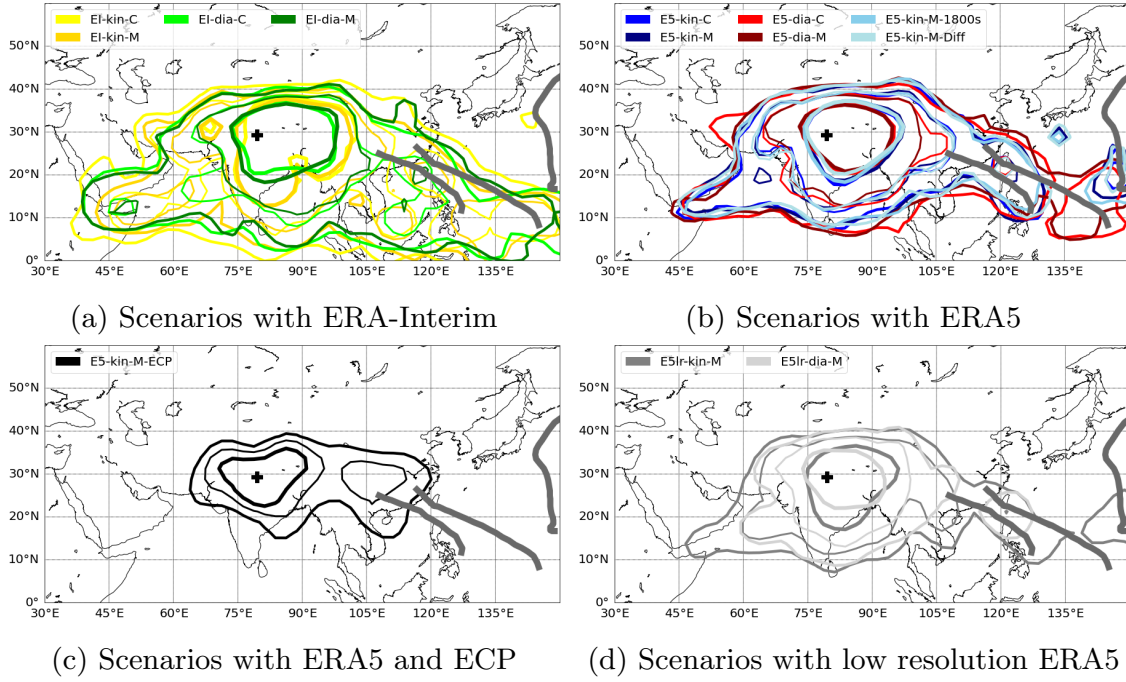 EI-kin-C EI-dia-C EI-dia-M
EI-kin-M
60°N
50°N
40°N
30°N
20°N
10°N
0°
30°E 45°E 60°E 75°E 90°E 105°E 120°E 135°E
(a) Scenarios with ERA-Interim
E5-kin-C E5-dia-C E5-kin-M-1800s
E5-kin-M E5-dia-M E5-kin-M-Diff
60°N
50°N
40°N
30°N
20°N
10°N
0°
30°E 45°E 60°E 75°E 90°E 105°E 120°E 135°E
(b) Scenarios with ERA5
E5-kin-M-ECP
60°N
50°N
40°N
30°N
20°N
10°N
0°
30°E 45°E 60°E 75°E 90°E 105°E 120°E 135°E
(c) Scenarios with ERA5 and ECP
E5lr-kin-M E5lr-dia-M
60°N
50°N
40°N
30°N
20°N
10°N
0°
30°E 45°E 60°E 75°E 90°E 105°E 120°E 135°E
(d) Scenarios with low resolution ERA5